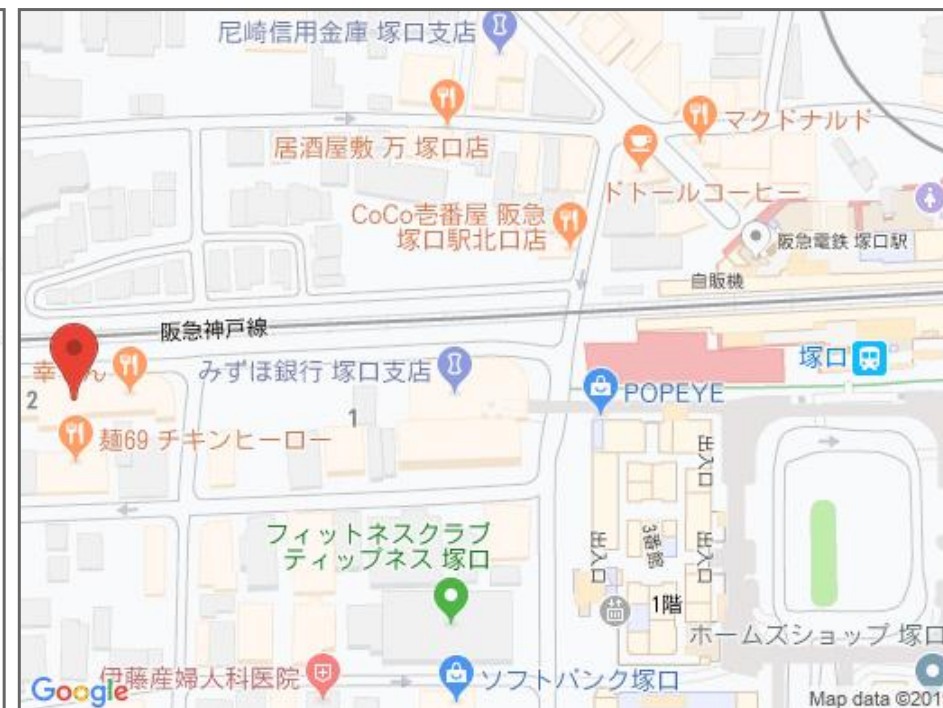 尼崎信用金庫 塚口支店
居酒屋敷 万 塚口店
マクドナルド
ドトールコーヒー
CoCo壱番屋 阪急
塚口駅北口店
阪急電鉄 塚口駅
自販機
阪急神戸線
塚口
幸
ん
みずほ銀行 塚口支店
POPEYE
2
1
麺69 チキンヒーロー
出入口
フィットネスクラブ
ティップネス 塚口
出入口
3番館
出入口
1階
ホームズショップ 塚口
伊藤産婦人科医院
ソフトバンク塚口
Google
Map data ©201